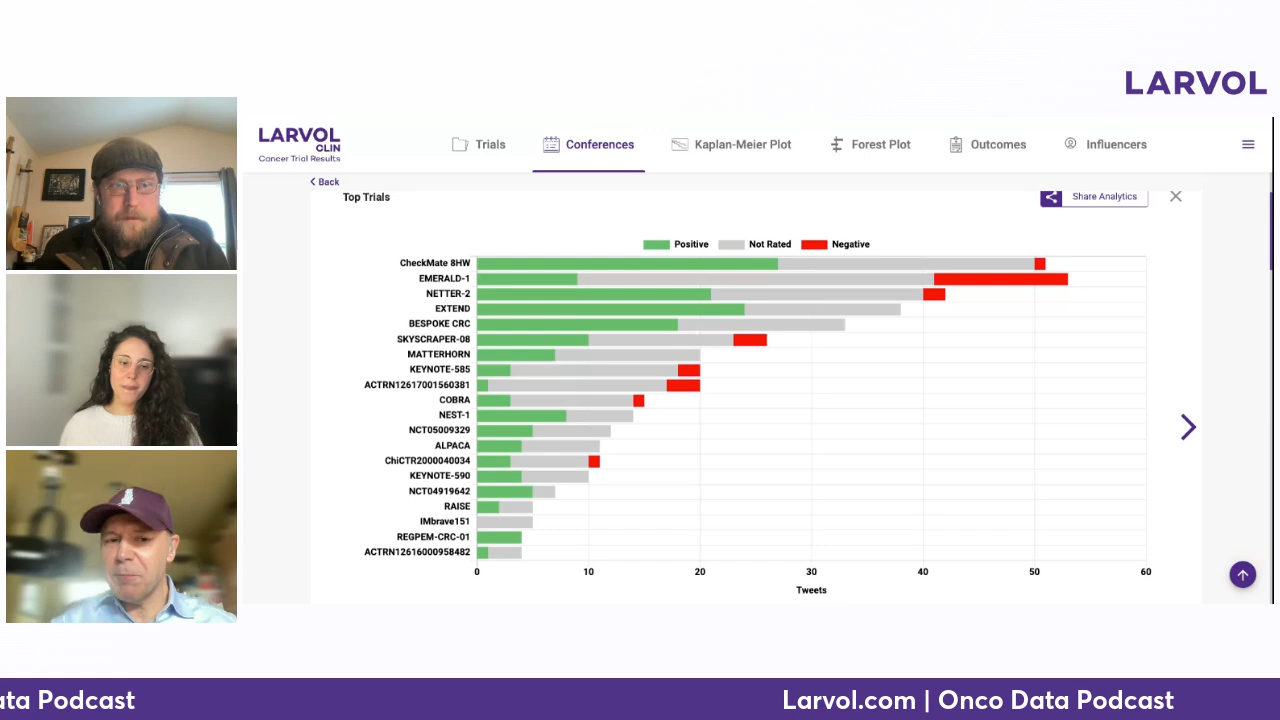 LARVOL
LARVOL
CLIN
Cancer Trial Results
Trials
Conferences
Kaplan-Meier Plot
Forest Plot
Outcomes
Influencers
Back
Top Trials
Share Analytics
Positive
Not Rated
Negative
CheckMate 8HW
EMERALD-1
NETTER-2
EXTEND
BESPOKE CRC
SKYSCRAPER-08
MATTERHORN
KEYNOTE-585
ACTRN12617001560381
COBRA
NEST-1
NCT05009329
ALPACA
ChiCTR2000040034
KEYNOTE-590
NCT04919642
RAISE
IMbrave151
REGPEM-CRC-01
ACTRN12616000958482
0 10 20 30 40 50 60
Tweets
ata Podcast
Larvol.com | Onco Data Podcast